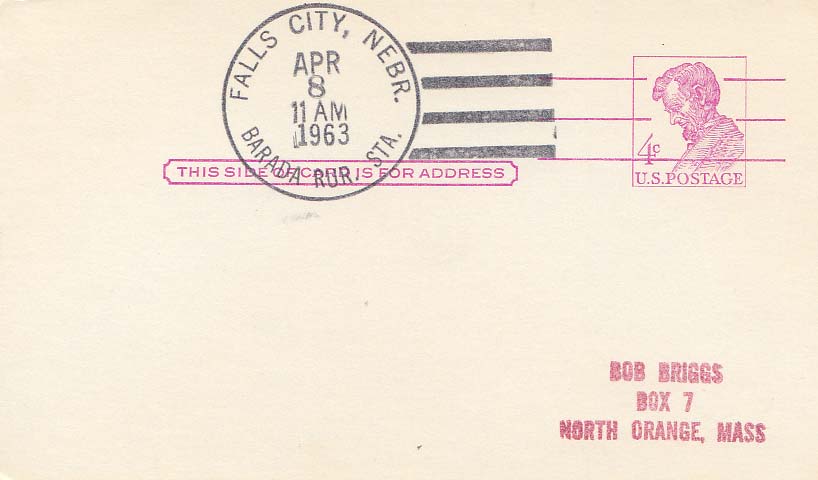 FALLS CITY, NEBR.
APR
8
11 AM
1963
BARADA RUR. STA.
THIS SIDE OF CARD IS FOR ADDRESS
4c
U.S. POSTAGE
BOB BRIGGS
BOX 7
NORTH ORANGE, MASS